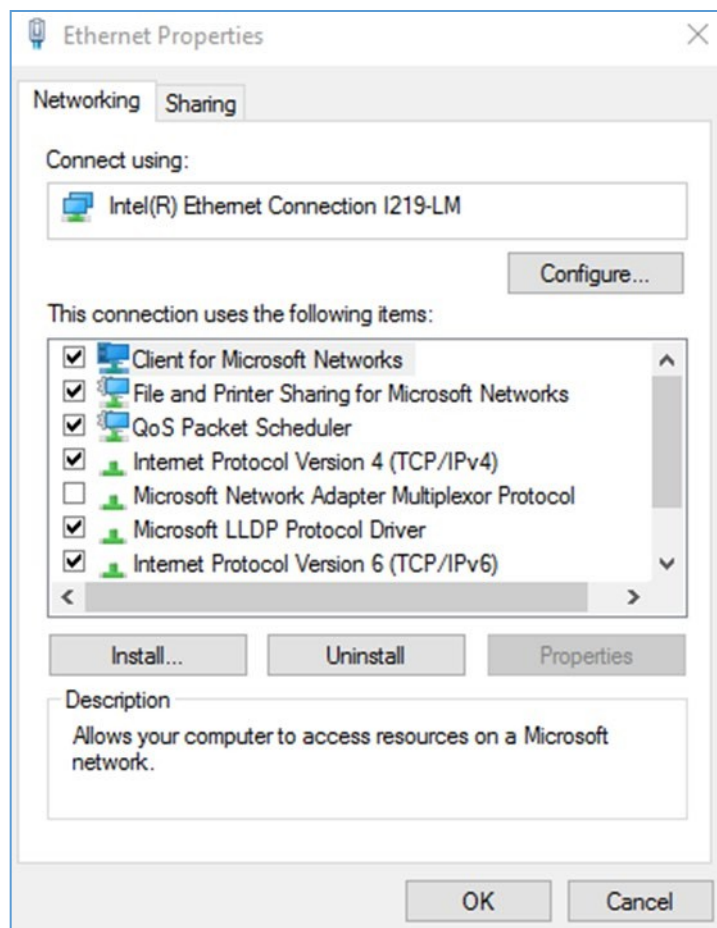 Ethernet Properties
Networking
Sharing
Connect using:
Intel(R) Ethernet Connection I219-LM
Configure...
This connection uses the following items:
Client for Microsoft Networks
File and Printer Sharing for Microsoft Networks
QoS Packet Scheduler
Internet Protocol Version 4 (TCP/IPv4)
Microsoft Network Adapter Multiplexor Protocol
Microsoft LLDP Protocol Driver
Internet Protocol Version 6 (TCP/IPv6)
Install...
Uninstall
Properties
Description
Allows your computer to access resources on a Microsoft
network.
OK
Cancel